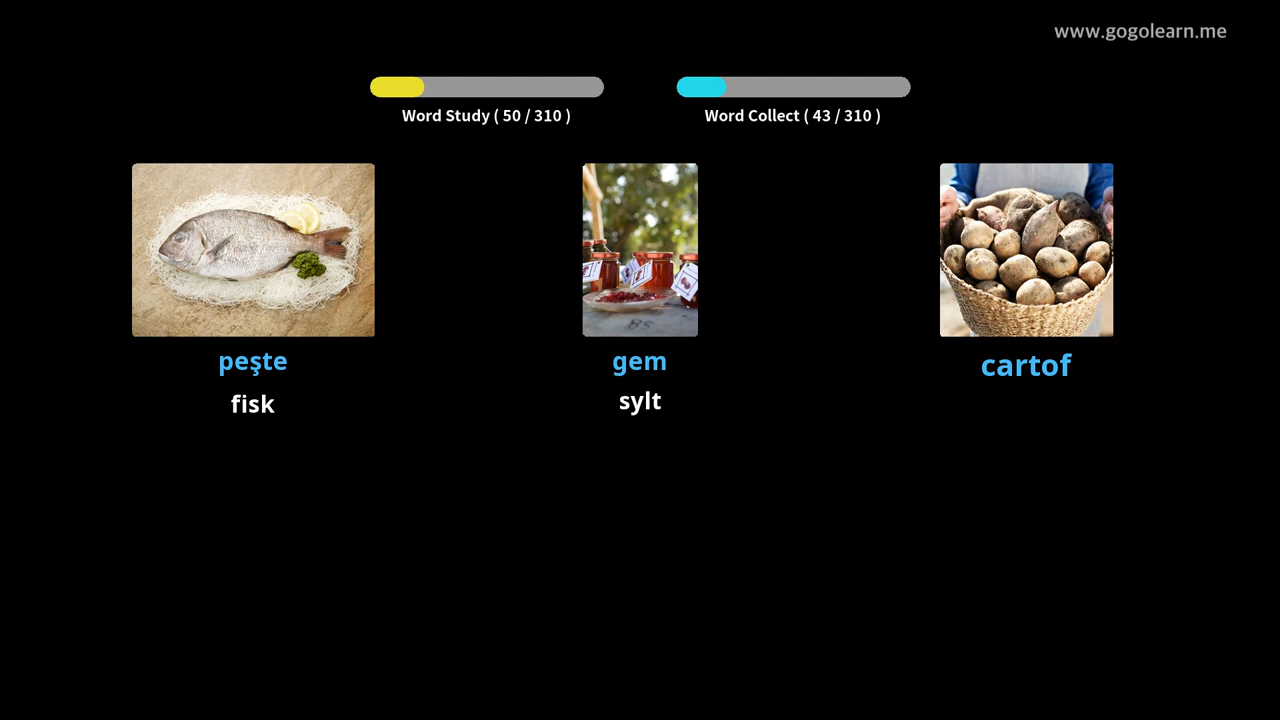 www.gogolearn.me
Word Study ( 50 / 310 )
Word Collect ( 43 / 310 )
peşte
gem
cartof
fisk
sylt